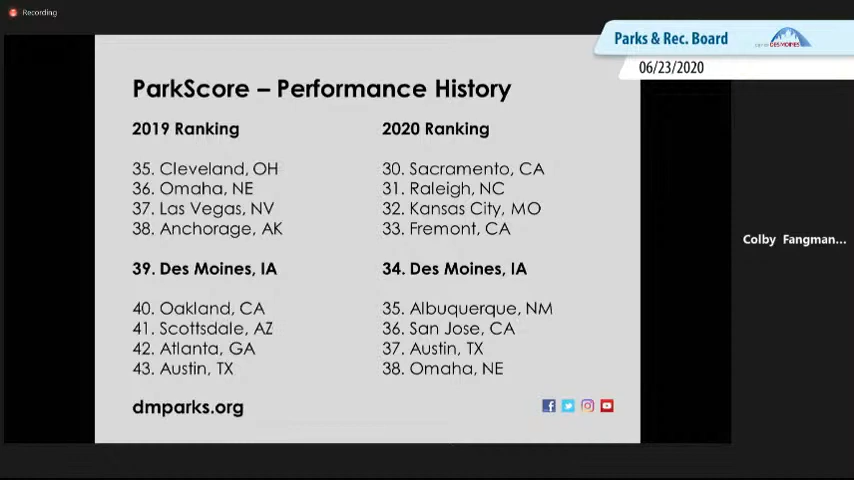 Recording
Parks & Rec. Board
DES MOINES
06/23/2020
ParkScore – Performance History
2019 Ranking
35. Cleveland, OH
36. Omaha, NE
37. Las Vegas, NV
38. Anchorage, AK
39. Des Moines, IA
40. Oakland, CA
41. Scottsdale, AZ
42. Atlanta, GA
43. Austin, TX
2020 Ranking
30. Sacramento, CA
31. Raleigh, NC
32. Kansas City, MO
33. Fremont, CA
34. Des Moines, IA
35. Albuquerque, NM
36. San Jose, CA
37. Austin, TX
38. Omaha, NE
dmparks.org
Colby Fangman...